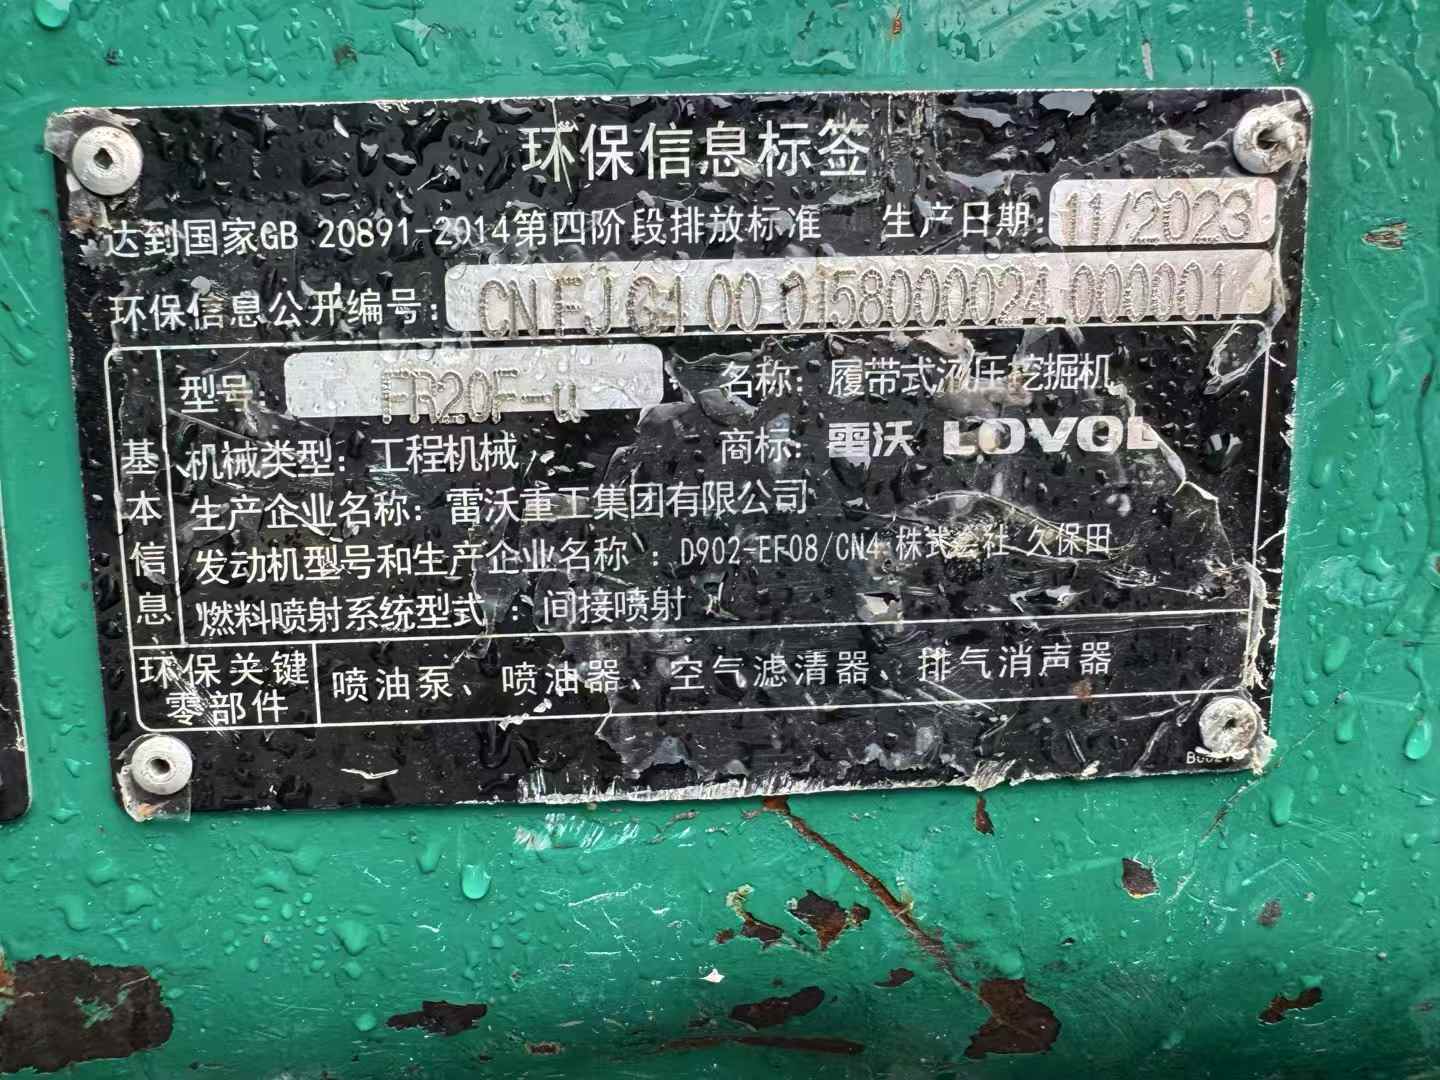 环保信息标签
达到国家GB 20891-2014第四阶段排放标准 生产日期:11/2023
环保信息公开编号: CN FJ G4 00 0158000024 000001
型号: FR20F-u 名称: 履带式液压挖掘机
机械类型: 工程机械 商标: 雷沃 LOVOL
基本信息
生产企业名称: 雷沃重工集团有限公司
发动机型号和生产企业名称 : D902-EF08/CN4 株式会社 久保田
燃料喷射系统型式 : 间接喷射
环保关键零部件
喷油泵、喷油器、空气滤清器、排气消声器